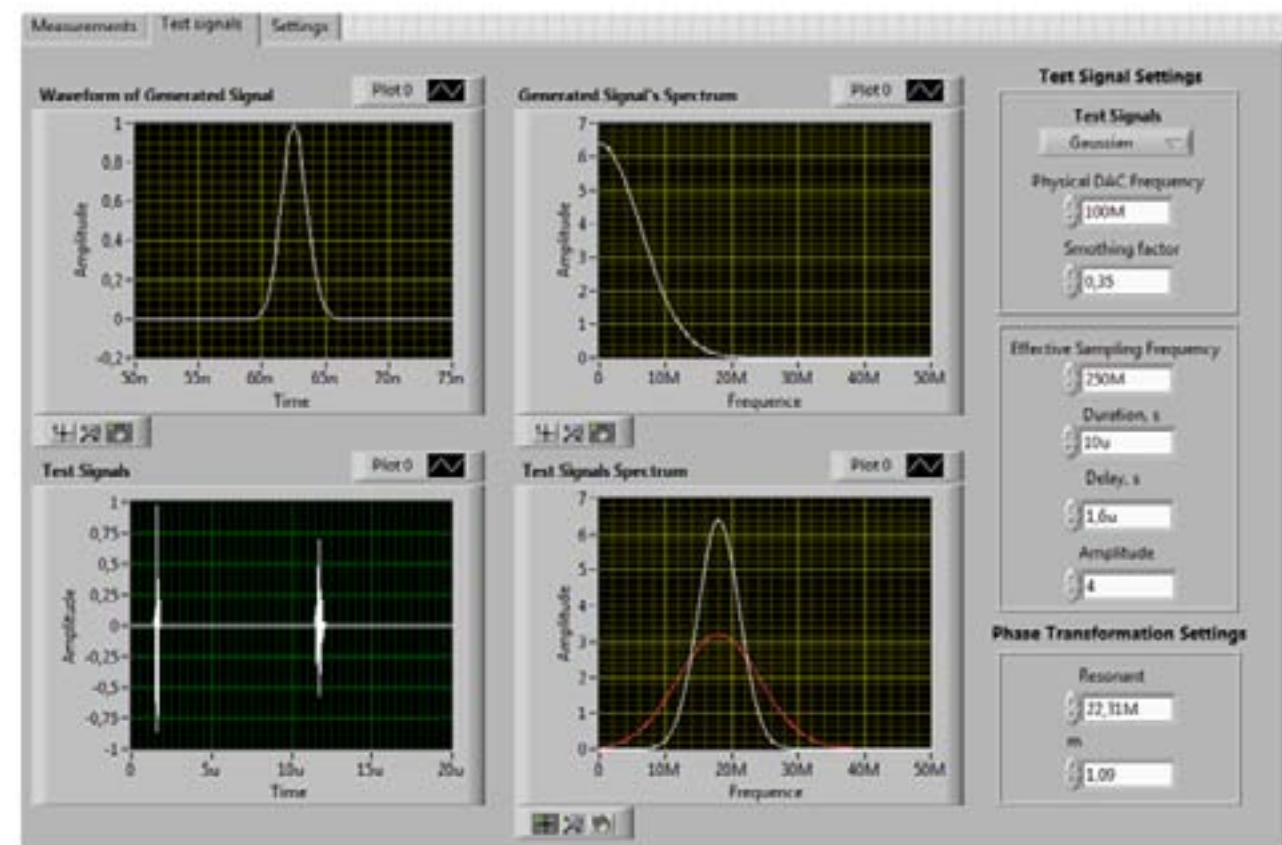 Measurements Test signals Settings
Waveform of Generated Signal Plot 0
1
0,8
0,6
0,4
0,2
0
-0,2
50n 55n 60n 65n 70n 75n
Amplitude
Time
Generated Signal's Spectrum Plot 0
7
6
5
4
3
2
1
0
0 10M 20M 30M 40M 50M
Amplitude
Frequence
Test Signals Plot 0
1
0,75
0,5
0,25
0
-0,25
-0,5
-0,75
-1
0 5u 10u 15u 20u
Amplitude
Time
Test Signals Spectrum Plot 0
7
6
5
4
3
2
1
0
0 10M 20M 30M 40M 50M
Amplitude
Frequence
Test Signal Settings
Test Signals
Gaussian
Physical DAC Frequency
100M
Smothing factor
0,35
Effective Sampling Frequency
250M
Duration, s
10u
Delay, s
1,6u
Amplitude
4
Phase Transformation Settings
Resonant
22,31M
m
1.09